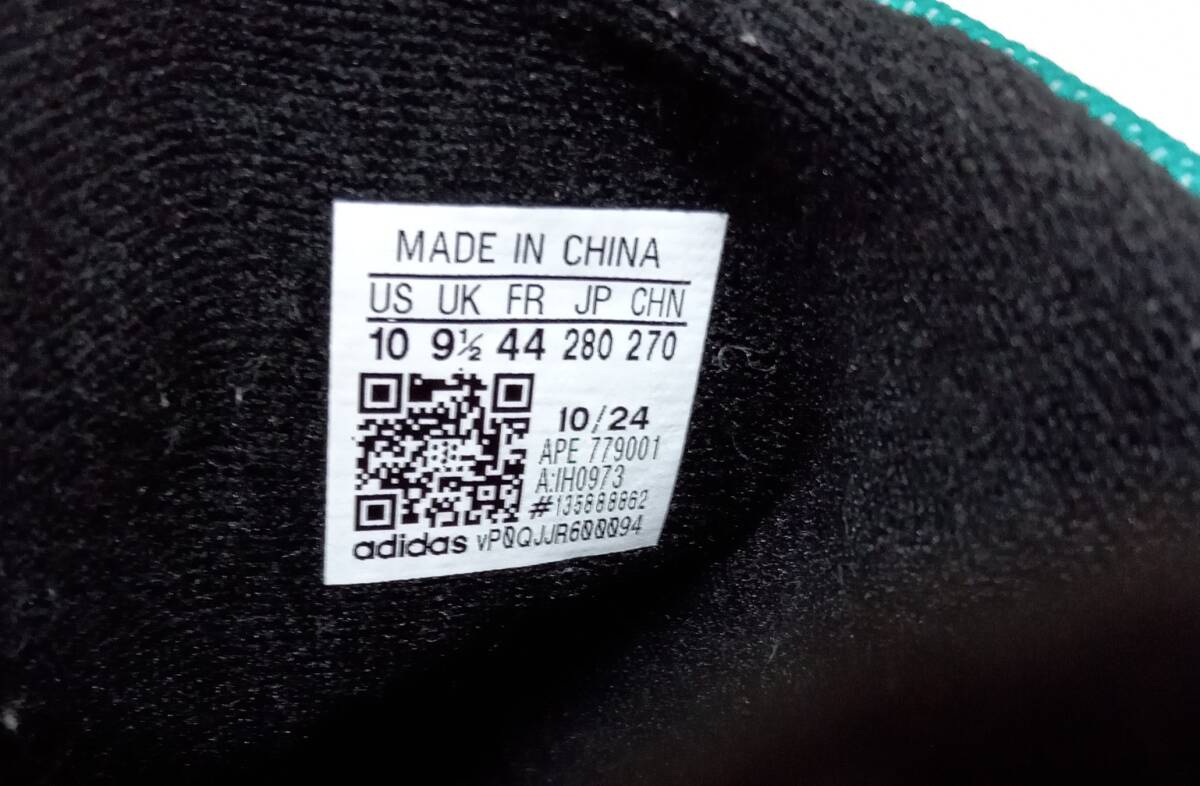 MADE IN CHINA
US UK FR JP CHN
10 9½ 44 280 270
10/24
APE 779001
A:IH0973
#135888862
adidas vP0QJJR600094